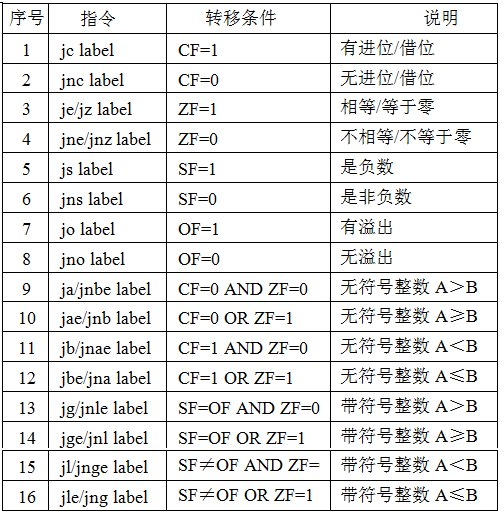 序号 指令 转移条件 说明
1 jc label CF=1 有进位/借位
2 jnc label CF=0 无进位/借位
3 je/jz label ZF=1 相等/等于零
4 jne/jnz label ZF=0 不相等/不等于零
5 js label SF=1 是负数
6 jns label SF=0 是非负数
7 jo label OF=1 有溢出
8 jno label OF=0 无溢出
9 ja/jnbe label CF=0 AND ZF=0 无符号整数 A＞B
10 jae/jnb label CF=0 OR ZF=1 无符号整数 A≥B
11 jb/jnae label CF=1 AND ZF=0 无符号整数 A＜B
12 jbe/jna label CF=1 OR ZF=1 无符号整数 A≤B
13 jg/jnle label SF=OF AND ZF=0 带符号整数 A＞B
14 jge/jnl label SF=OF OR ZF=1 带符号整数 A≥B
15 jl/jnge label SF≠OF AND ZF= 带符号整数 A＜B
16 jle/jng label SF≠OF OR ZF=1 带符号整数 A≤B